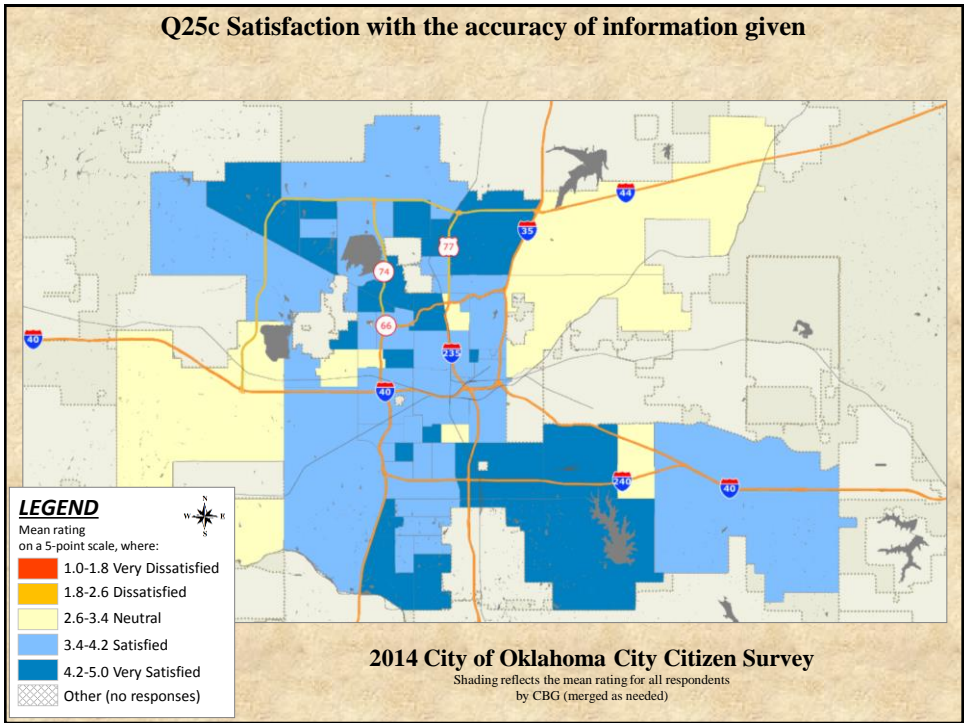 Q25c Satisfaction with the accuracy of information given
44
35
77
74
66
40
235
40
240
40
LEGEND
Mean rating
on a 5-point scale, where:
1.0-1.8 Very Dissatisfied
1.8-2.6 Dissatisfied
2.6-3.4 Neutral
3.4-4.2 Satisfied
4.2-5.0 Very Satisfied
Other (no responses)
N
W E
S
2014 City of Oklahoma City Citizen Survey
Shading reflects the mean rating for all respondents
by CBG (merged as needed)